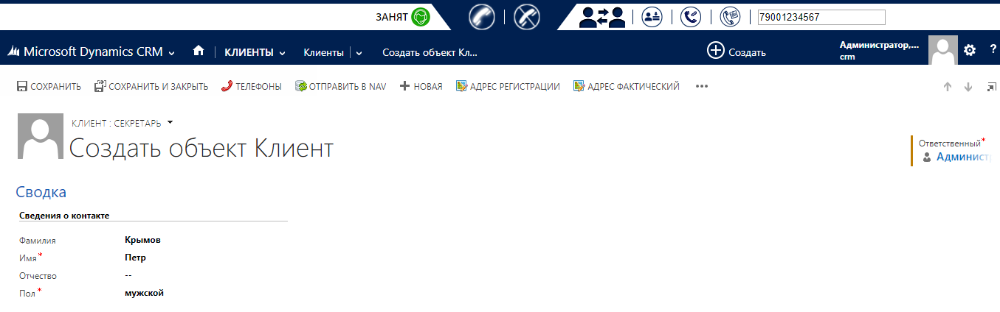 ЗАНЯТ 79001234567
Microsoft Dynamics CRM КЛИЕНТЫ Клиенты Создать объект Кл... Создать Администратор,... ?
crm
СОХРАНИТЬ СОХРАНИТЬ И ЗАКРЫТЬ ТЕЛЕФОНЫ ОТПРАВИТЬ В NAV НОВАЯ АДРЕС РЕГИСТРАЦИИ АДРЕС ФАКТИЧЕСКИЙ •••
КЛИЕНТ : СЕКРЕТАРЬ
Создать объект Клиент
Ответственный*
Админист
Сводка
Сведения о контакте
Фамилия Крымов
Имя* Петр
Отчество --
Пол* мужской